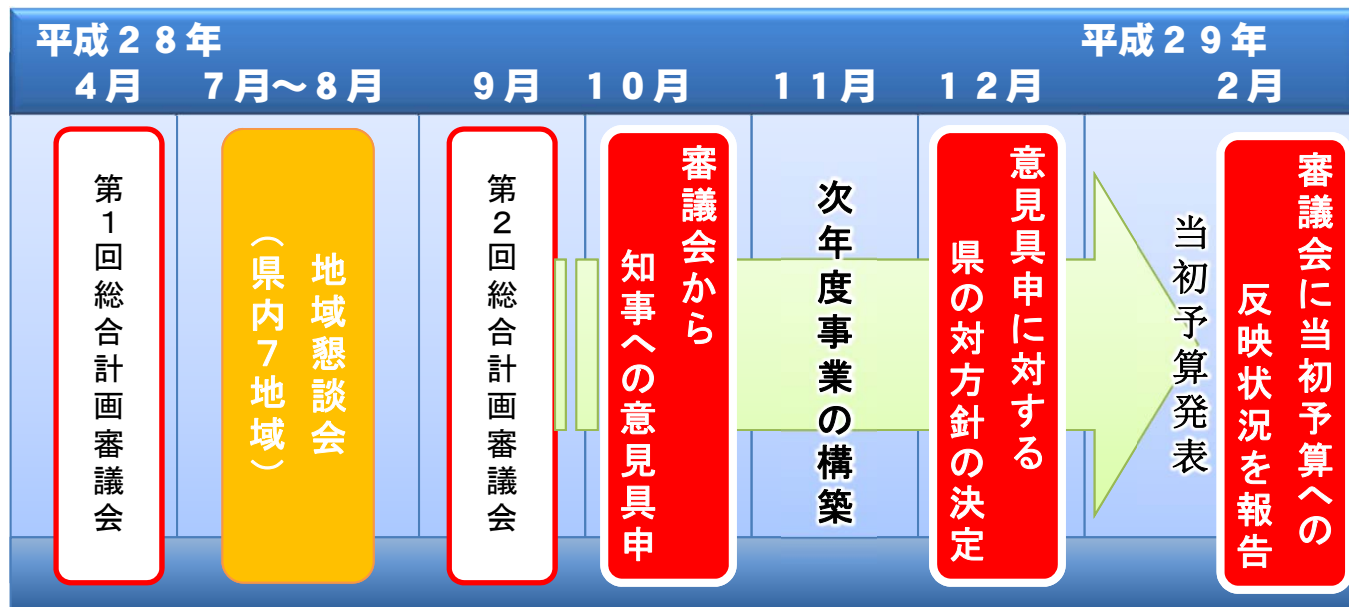 平成２８年
平成２９年
４月
７月～８月
９月
１０月
１１月
１２月
２月
第１回総合計画審議会
地域懇談会
（県内７地域）
第２回総合計画審議会
審議会から
知事への意見具申
次年度事業の構築
意見具申に対する
県の対方針の決定
当初予算発表
審議会に当初予算への
反映状況を報告